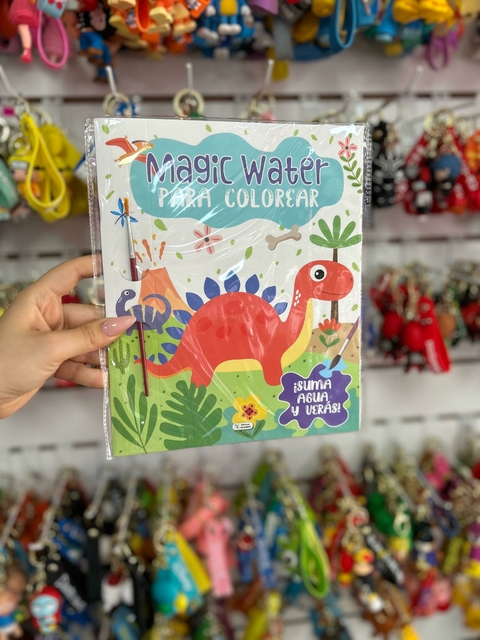 Magic Water
PARA COLOREAR
¡SUMA
AGUA
Y VERÁS!